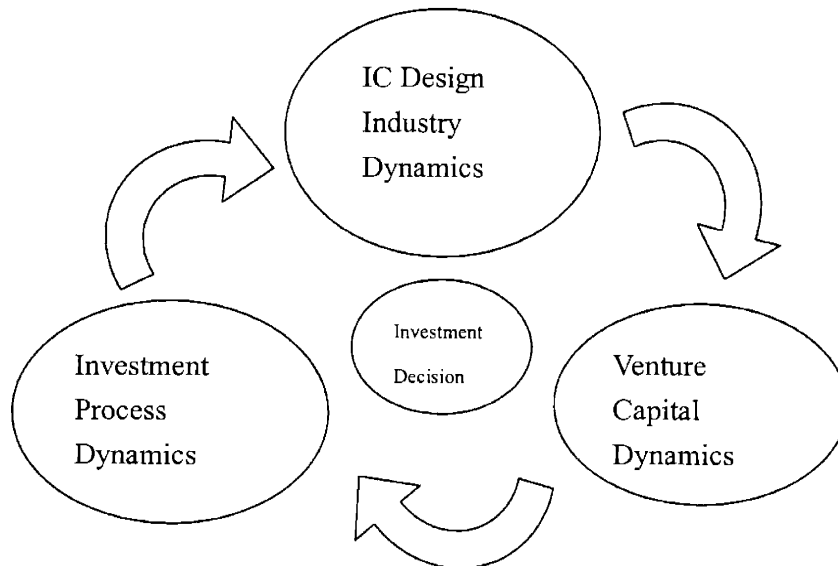 IC Design
Industry
Dynamics
Investment
Decision
Investment
Process
Dynamics
Venture
Capital
Dynamics